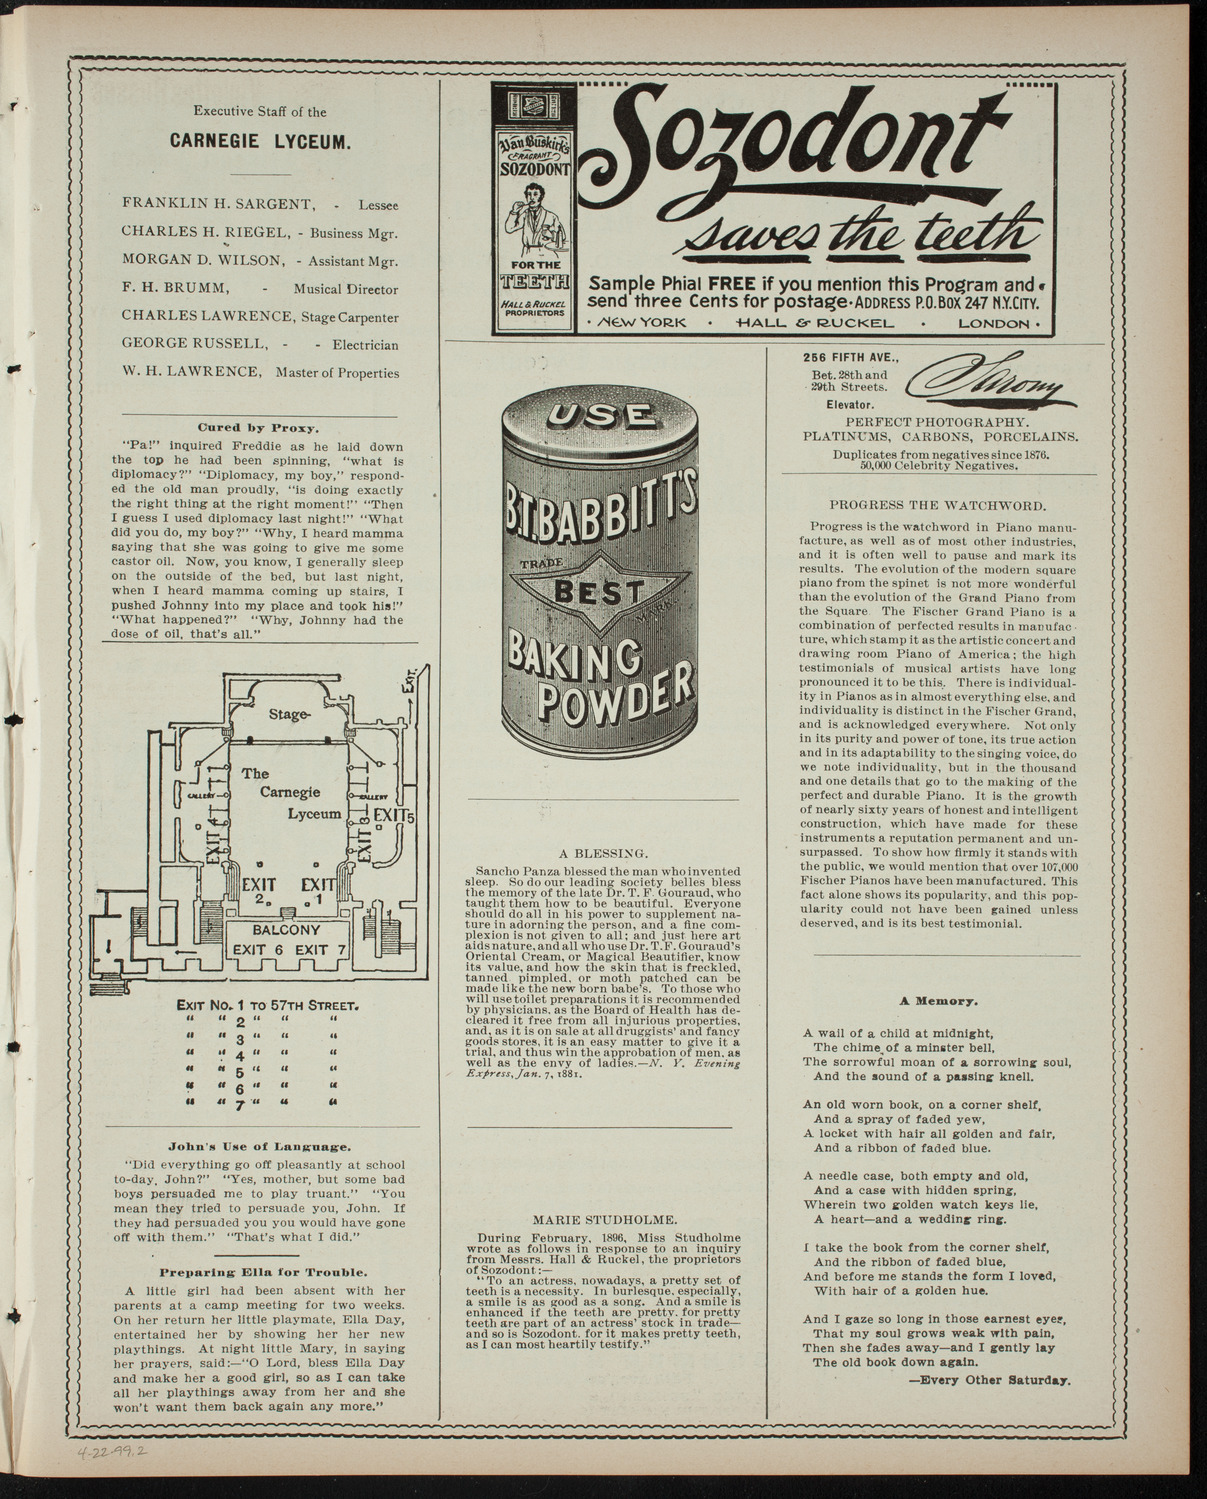 Executive Staff of the
CARNEGIE LYCEUM.
FRANKLIN H. SARGENT, - Lessee
CHARLES H. RIEGEL, - Business Mgr.
MORGAN D. WILSON, - Assistant Mgr.
F. H. BRUMM, - Musical Director
CHARLES LAWRENCE, Stage Carpenter
GEORGE RUSSELL, - - Electrician
W. H. LAWRENCE, Master of Properties
Cured by Proxy.
"Pa!" inquired Freddie as he laid down
the top he had been spinning, "what is
diplomacy?" "Diplomacy, my boy," respond-
ed the old man proudly, "is doing exactly
the right thing at the right moment!" "Then
I guess I used diplomacy last night!" "What
did you do, my boy?" "Why, I heard mamma
saying that she was going to give me some
castor oil. Now, you know, I generally sleep
on the outside of the bed, but last night,
when I heard mamma coming up stairs, I
pushed Johnny into my place and took his!"
"What happened?" "Why, Johnny had the
dose of oil, that's all."
EXIT.
Stage
The
Carnegie
Lyceum
GALLERY
GALLERY
EXIT 4
EXIT 3
EXIT 5
EXIT EXIT
2. 1
BALCONY
EXIT 6 EXIT 7
EXIT NO. 1 TO 57TH STREET.
" " 2 " " "
" " 3 " " "
" " 4 " " "
" " 5 " " "
" " 6 " " "
" " 7 " " "
John's Use of Language.
"Did everything go off pleasantly at school
to-day, John?" "Yes, mother, but some bad
boys persuaded me to play truant." "You
mean they tried to persuade you, John. If
they had persuaded you you would have gone
off with them." "That's what I did."
Preparing Ella for Trouble.
A little girl had been absent with her
parents at a camp meeting for two weeks.
On her return her little playmate, Ella Day,
entertained her by showing her her new
playthings. At night little Mary, in saying
her prayers, said:—"O Lord, bless Ella Day
and make her a good girl, so as I can take
all her playthings away from her and she
won't want them back again any more."
Van Buskirk's
FRAGRANT
SOZODONT
FOR THE
TEETH
HALL & RUCKEL
PROPRIETORS
Sozodont
saves the teeth
Sample Phial FREE if you mention this Program and
send three Cents for postage. ADDRESS P.O. BOX 247 N.Y. CITY.
· NEW YORK · HALL & RUCKEL · LONDON ·
USE
B.T. BABBITT'S
TRADE
BEST
MARK
BAKING
POWDER
A BLESSING.
Sancho Panza blessed the man who invented
sleep. So do our leading society belles bless
the memory of the late Dr. T. F. Gouraud, who
taught them how to be beautiful. Everyone
should do all in his power to supplement na-
ture in adorning the person, and a fine com-
plexion is not given to all; and just here art
aids nature, and all who use Dr. T. F. Gouraud's
Oriental Cream, or Magical Beautifier, know
its value, and how the skin that is freckled,
tanned, pimpled, or moth patched can be
made like the new born babe's. To those who
will use toilet preparations it is recommended
by physicians, as the Board of Health has de-
cleared it free from all injurious properties,
and, as it is on sale at all druggists' and fancy
goods stores, it is an easy matter to give it a
trial, and thus win the approbation of men, as
well as the envy of ladies.—N. Y. Evening
Express, Jan. 7, 1881.
MARIE STUDHOLME.
During February, 1896, Miss Studholme
wrote as follows in response to an inquiry
from Messrs. Hall & Ruckel, the proprietors
of Sozodont:—
"To an actress, nowadays, a pretty set of
teeth is a necessity. In burlesque, especially,
a smile is as good as a song. And a smile is
enhanced if the teeth are pretty, for pretty
teeth are part of an actress' stock in trade—
and so is Sozodont, for it makes pretty teeth,
as I can most heartily testify."
256 FIFTH AVE.,
Bet. 28th and
29th Streets.
Elevator.
Sarony
PERFECT PHOTOGRAPHY.
PLATINUMS, CARBONS, PORCELAINS.
Duplicates from negatives since 1876.
50,000 Celebrity Negatives.
PROGRESS THE WATCHWORD.
Progress is the watchword in Piano manu-
facture, as well as of most other industries,
and it is often well to pause and mark its
results. The evolution of the modern square
piano from the spinet is not more wonderful
than the evolution of the Grand Piano from
the Square. The Fischer Grand Piano is a
combination of perfected results in manufac-
ture, which stamp it as the artistic concert and
drawing room Piano of America; the high
testimonials of musical artists have long
pronounced it to be this. There is individual-
ity in Pianos as in almost everything else, and
individuality is distinct in the Fischer Grand,
and is acknowledged everywhere. Not only
in its purity and power of tone, its true action
and in its adaptability to the singing voice, do
we note individuality, but in the thousand
and one details that go to the making of the
perfect and durable Piano. It is the growth
of nearly sixty years of honest and intelligent
construction, which have made for these
instruments a reputation permanent and un-
surpassed. To show how firmly it stands with
the public, we would mention that over 107,000
Fischer Pianos have been manufactured. This
fact alone shows its popularity, and this pop-
ularity could not have been gained unless
deserved, and is its best testimonial.
A Memory.
A wail of a child at midnight,
The chime of a minster bell,
The sorrowful moan of a sorrowing soul,
And the sound of a passing knell.
An old worn book, on a corner shelf,
And a spray of faded yew,
A locket with hair all golden and fair,
And a ribbon of faded blue.
A needle case, both empty and old,
And a case with hidden spring,
Wherein two golden watch keys lie,
A heart—and a wedding ring.
I take the book from the corner shelf,
And the ribbon of faded blue,
And before me stands the form I loved,
With hair of a golden hue.
And I gaze so long in those earnest eyes,
That my soul grows weak with pain,
Then she fades away—and I gently lay
The old book down again.
—Every Other Saturday.
4-22-99.2